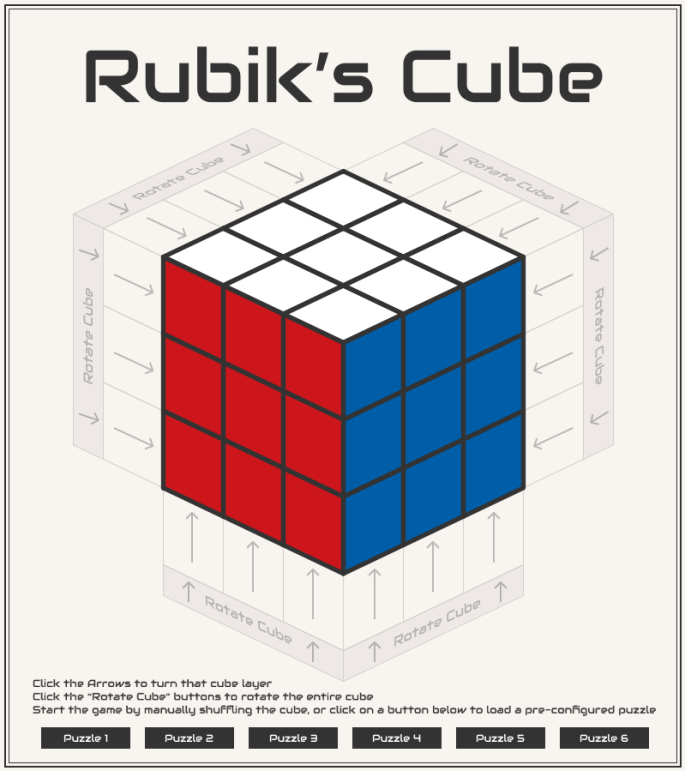 Rubik's Cube
Rotate Cube
Rotate Cube
Rotate Cube
Rotate Cube
Rotate Cube
Rotate Cube
Click the Arrows to turn that cube layer
Click the “Rotate Cube” buttons to rotate the entire cube
Start the game by manually shuffling the cube, or click on a button below to load a pre-configured puzzle
Puzzle 1
Puzzle 2
Puzzle 3
Puzzle 4
Puzzle 5
Puzzle 6